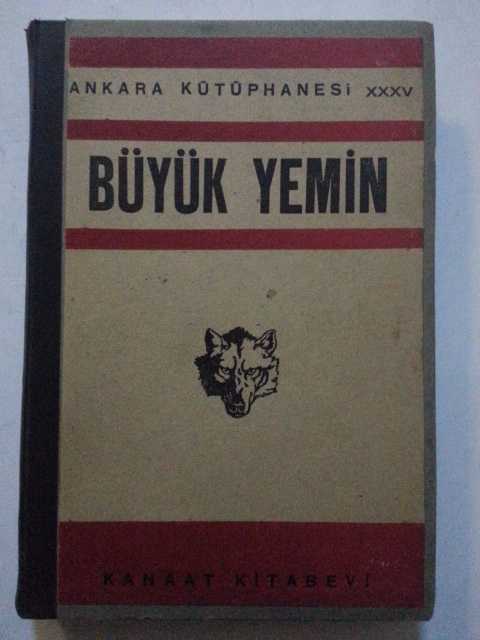 ANKARA KÜTÜPHANESİ XXXV
BÜYÜK YEMİN
KANAAT KİTABEVİ